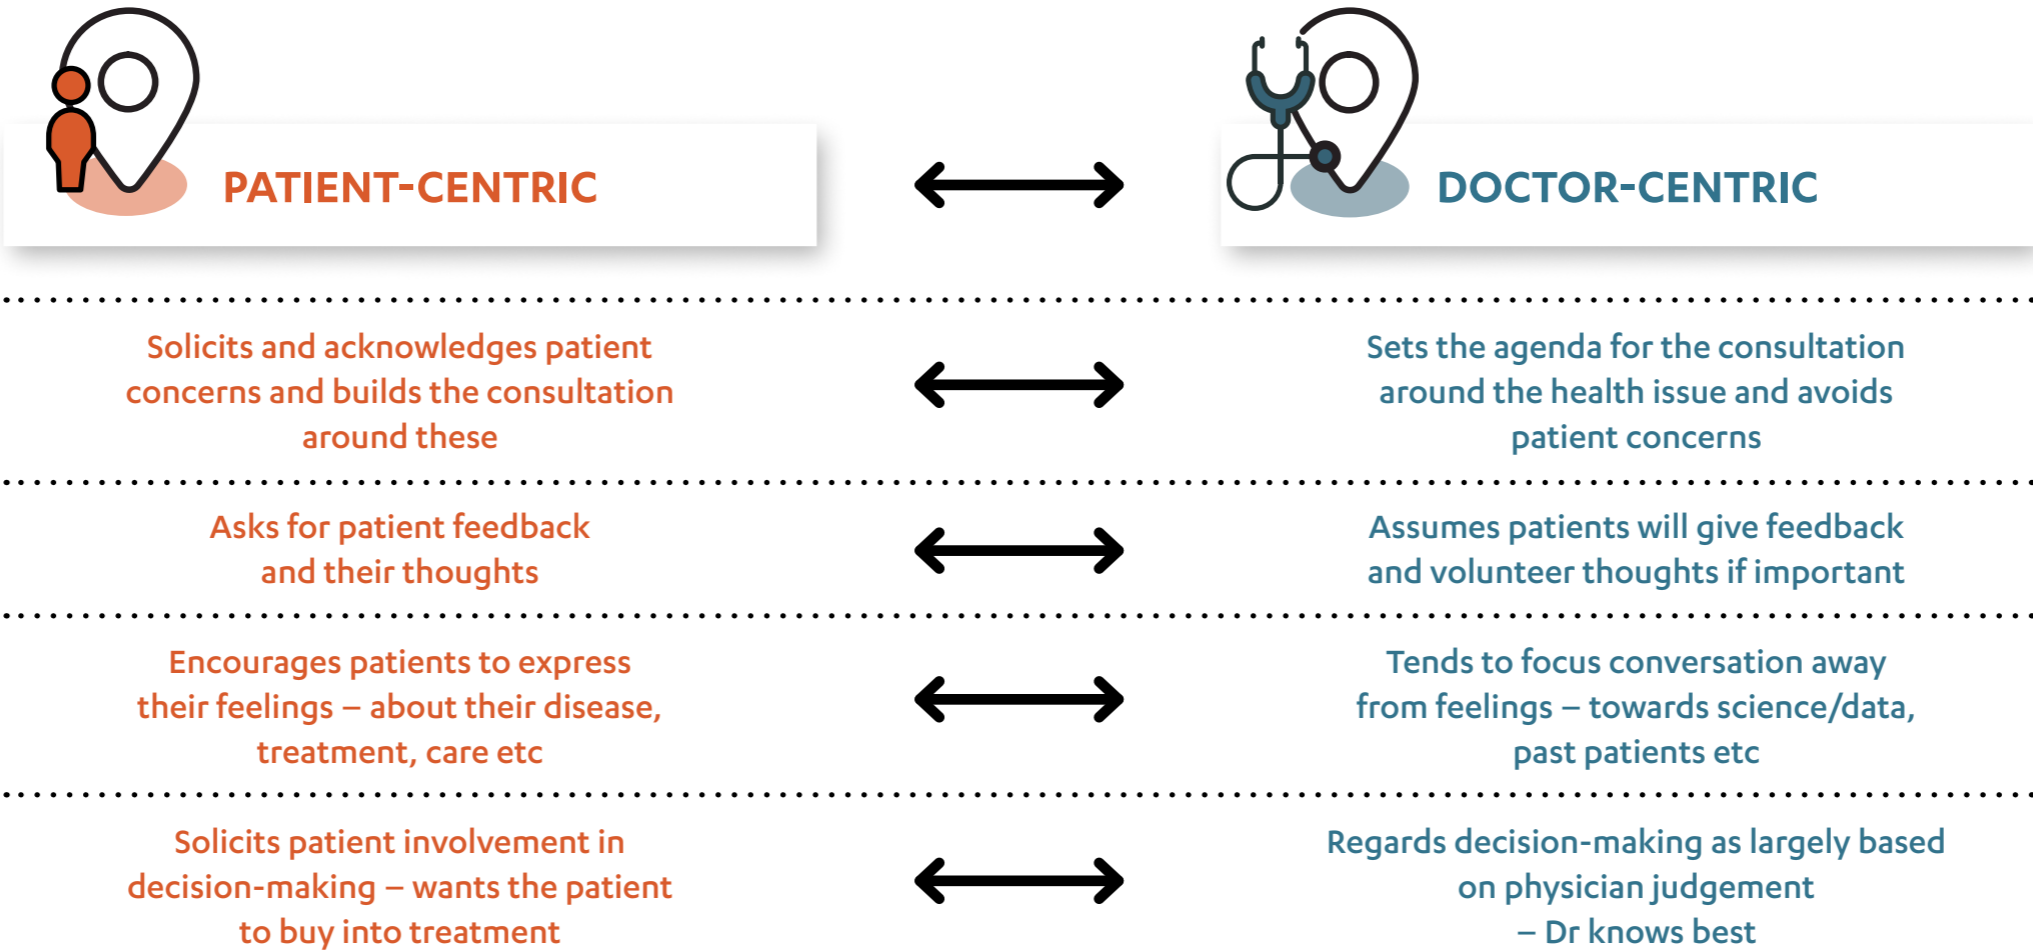 PATIENT-CENTRIC
DOCTOR-CENTRIC
Solicits and acknowledges patient
concerns and builds the consultation
around these
Sets the agenda for the consultation
around the health issue and avoids
patient concerns
Asks for patient feedback
and their thoughts
Assumes patients will give feedback
and volunteer thoughts if important
Encourages patients to express
their feelings – about their disease,
treatment, care etc
Tends to focus conversation away
from feelings – towards science/data,
past patients etc
Solicits patient involvement in
decision-making – wants the patient
to buy into treatment
Regards decision-making as largely based
on physician judgement
– Dr knows best